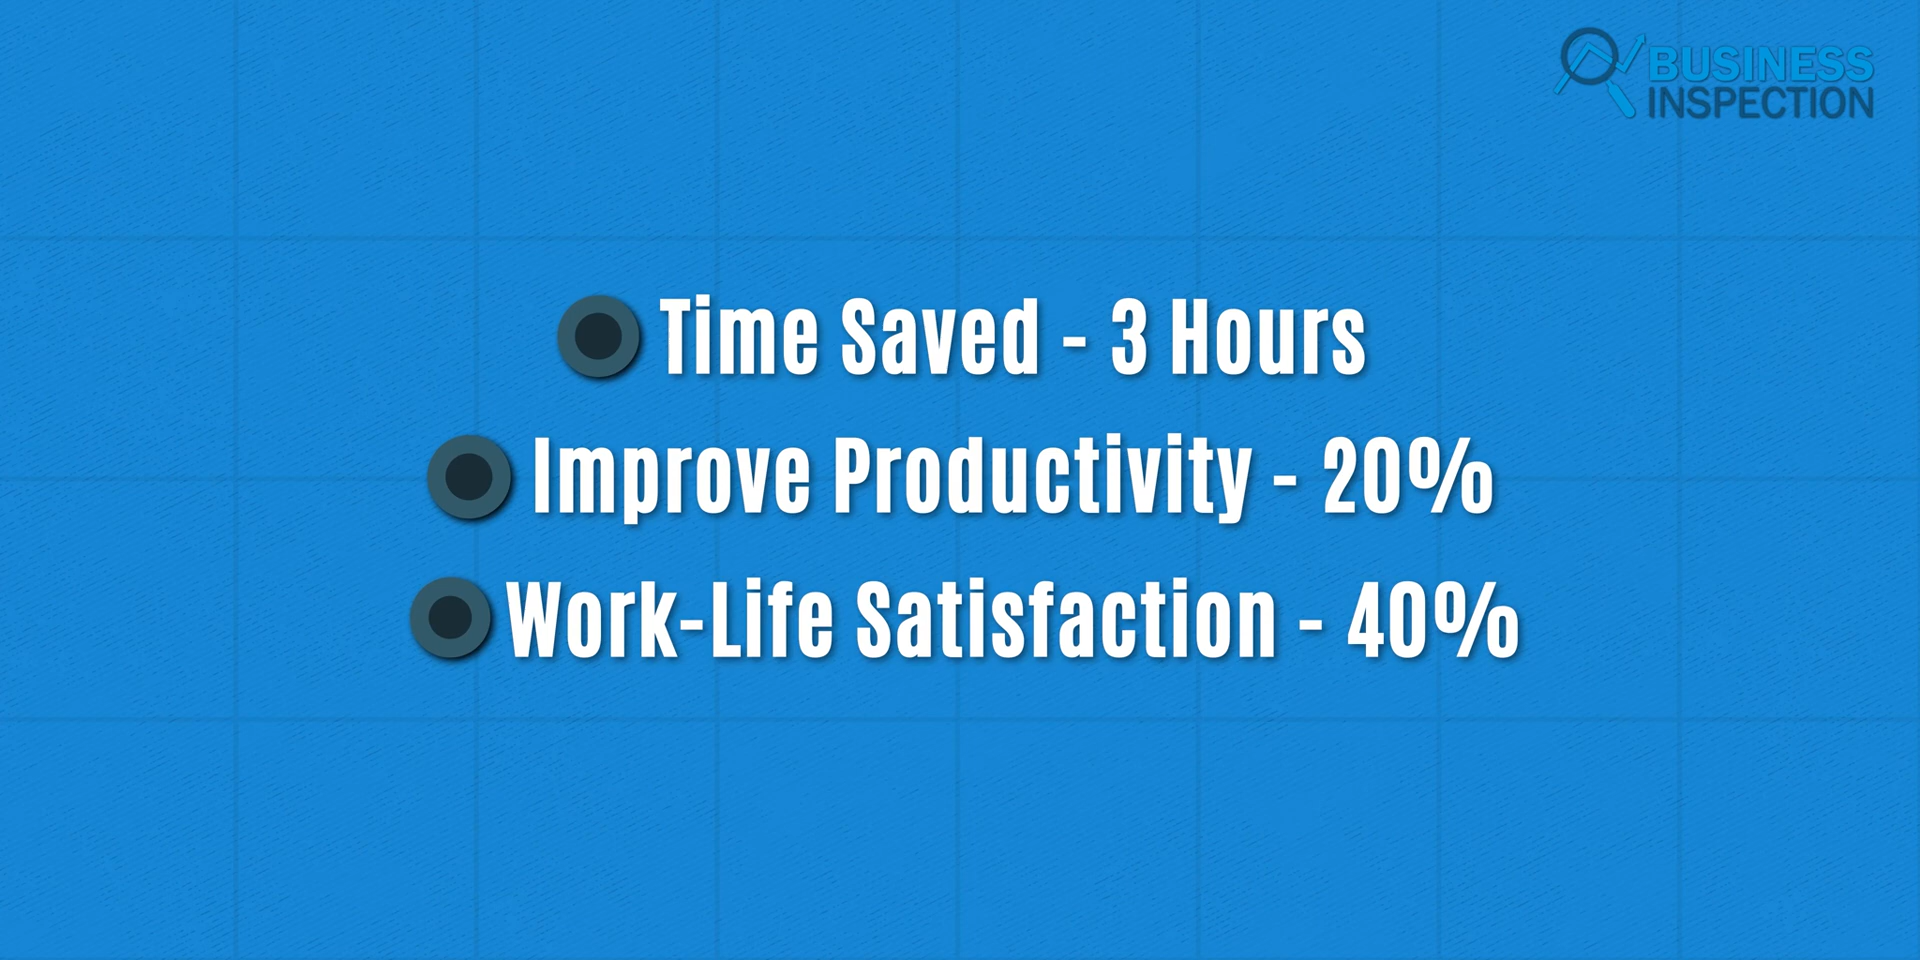 BUSINESS
INSPECTION
Time Saved - 3 Hours
Improve Productivity - 20%
Work-Life Satisfaction - 40%